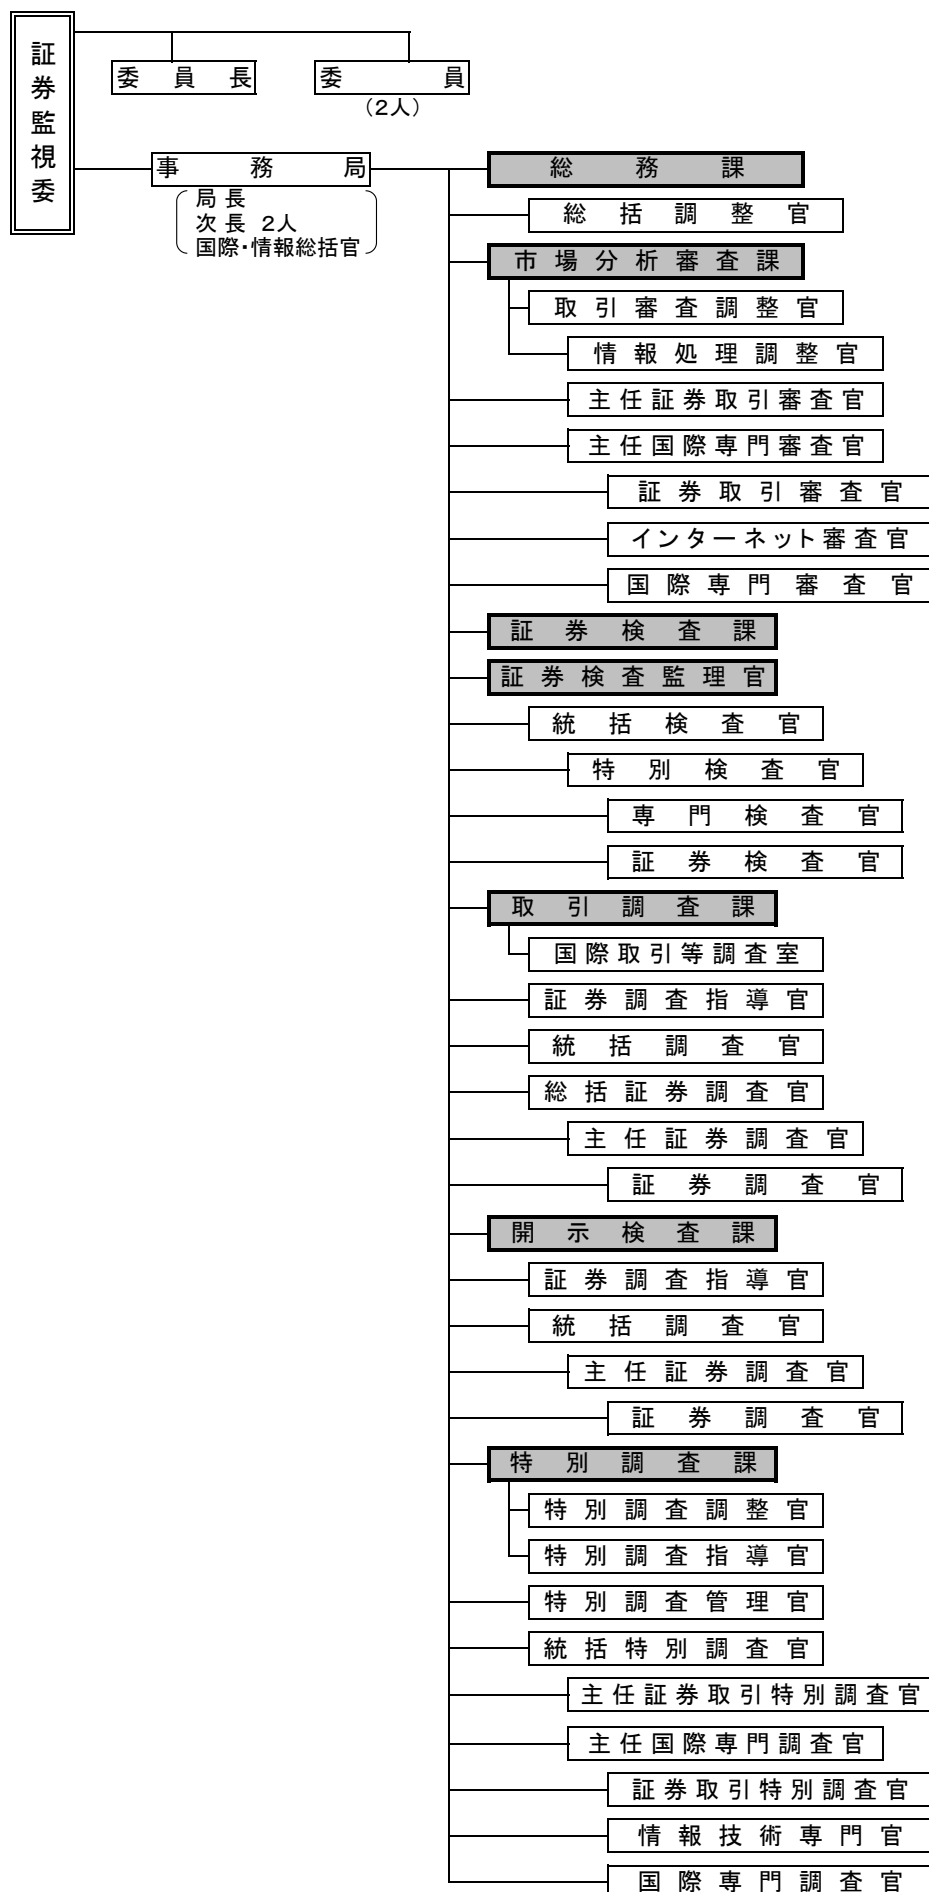 証券監視委
委員長
委員
（2人）
事務局
局長
次長 2人
国際・情報総括官
総務課
総括調整官
市場分析審査課
取引審査調整官
情報処理調整官
主任証券取引審査官
主任国際専門審査官
証券取引審査官
インターネット審査官
国際専門審査官
証券検査課
証券検査監理官
統括検査官
特別検査官
専門検査官
証券検査官
取引調査課
国際取引等調査室
証券調査指導官
統括調査官
総括証券調査官
主任証券調査官
証券調査官
開示検査課
証券調査指導官
統括調査官
主任証券調査官
証券調査官
特別調査課
特別調査調整官
特別調査指導官
特別調査管理官
統括特別調査官
主任証券取引特別調査官
主任国際専門調査官
証券取引特別調査官
情報技術専門官
国際専門調査官